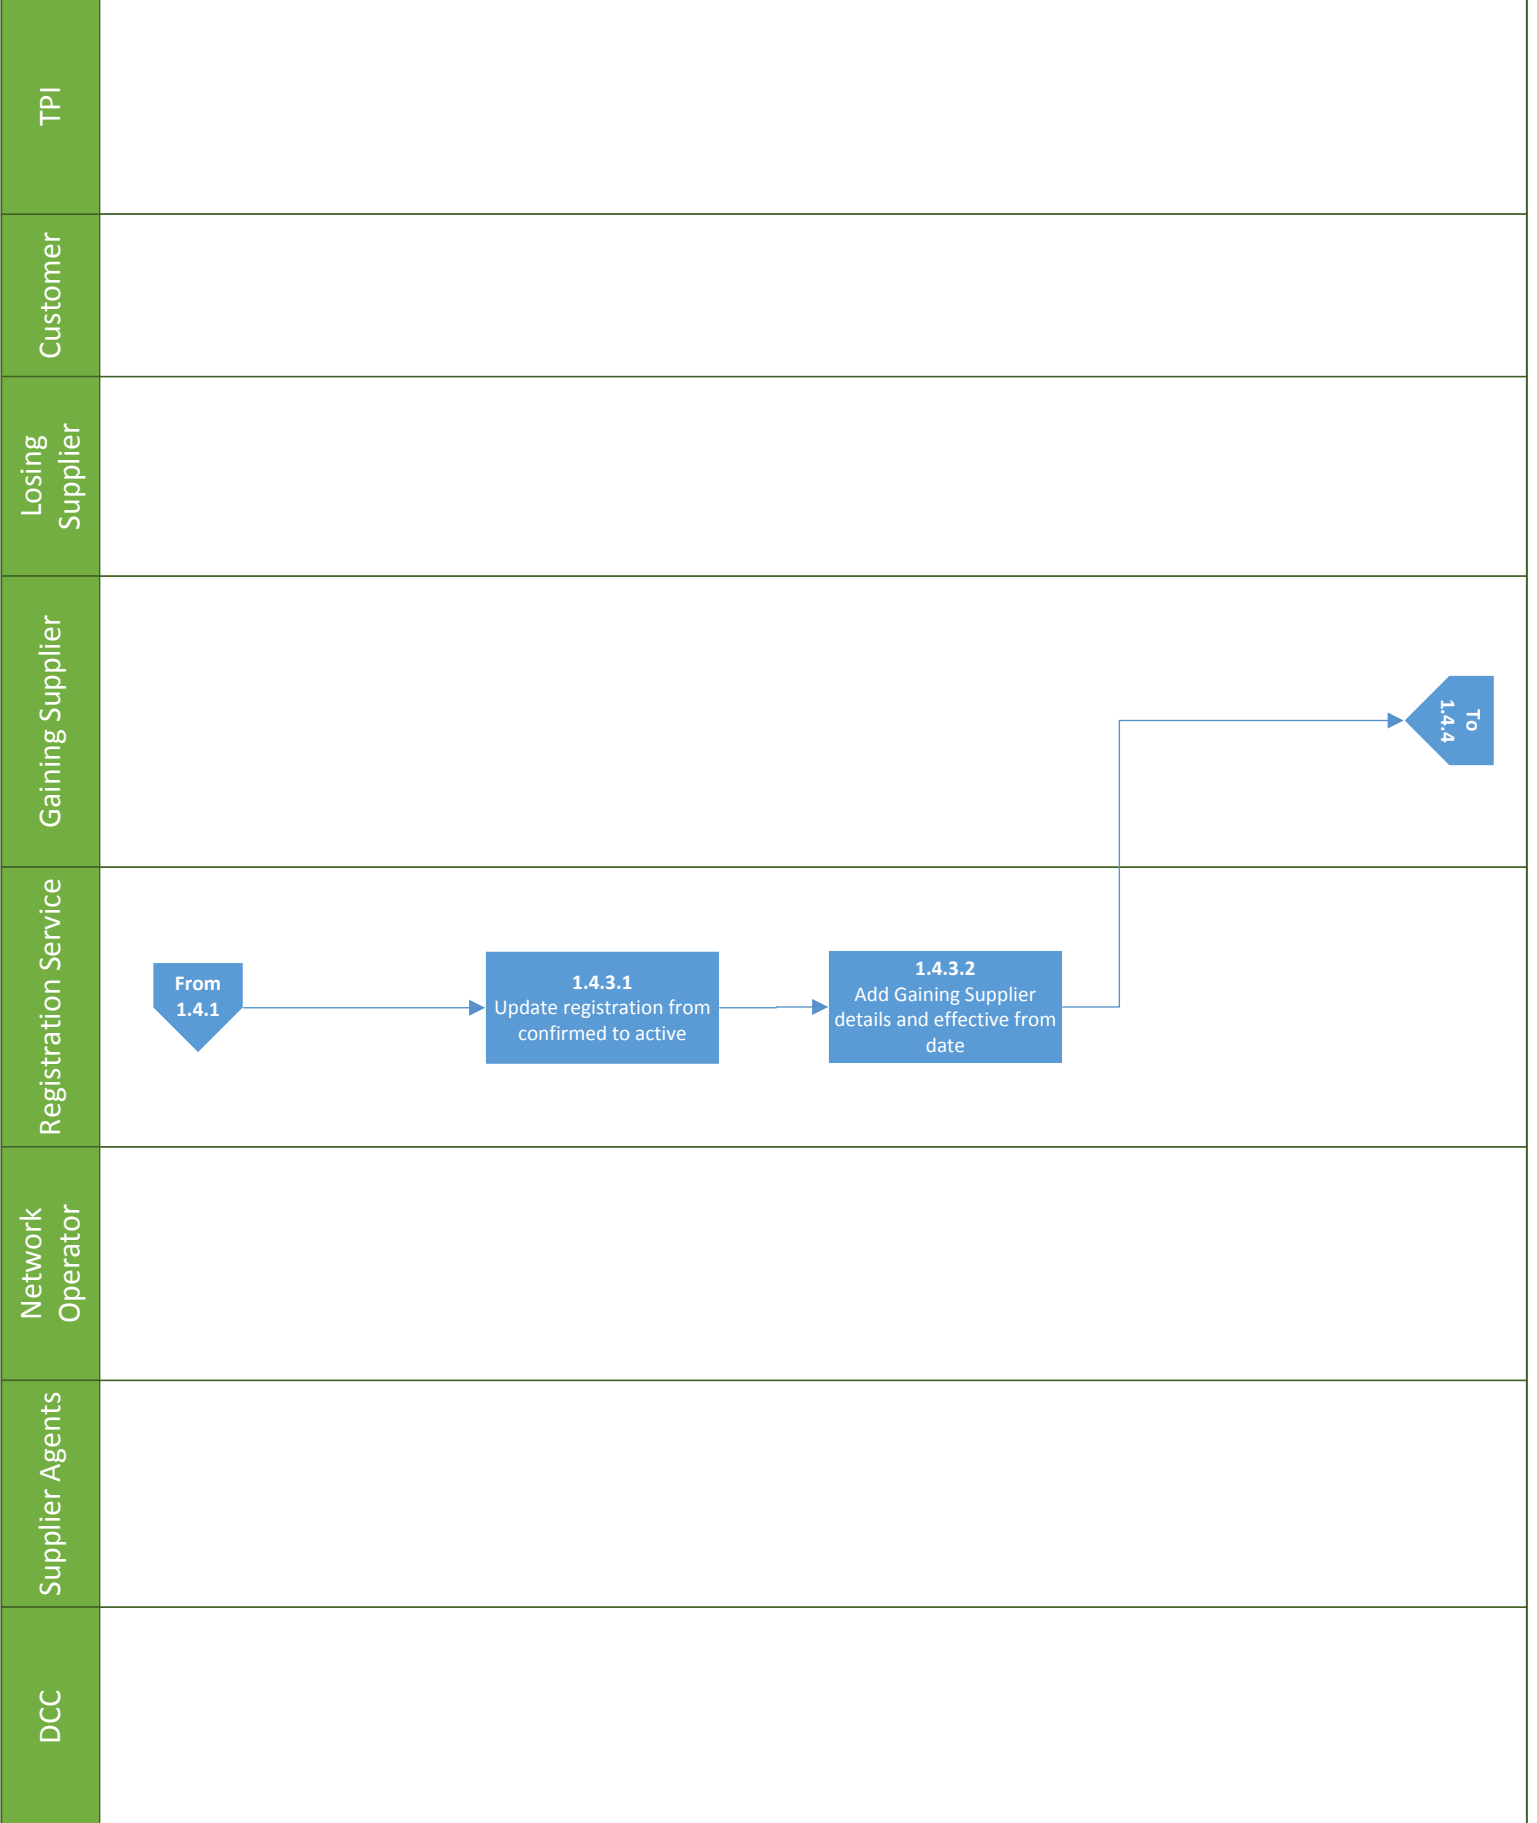 TPI
Customer
Losing
Supplier
Gaining Supplier
To
1.4.4
Registration Service
From
1.4.1
1.4.3.1
Update registration from
confirmed to active
1.4.3.2
Add Gaining Supplier
details and effective from
date
Network
Operator
Supplier Agents
DCC